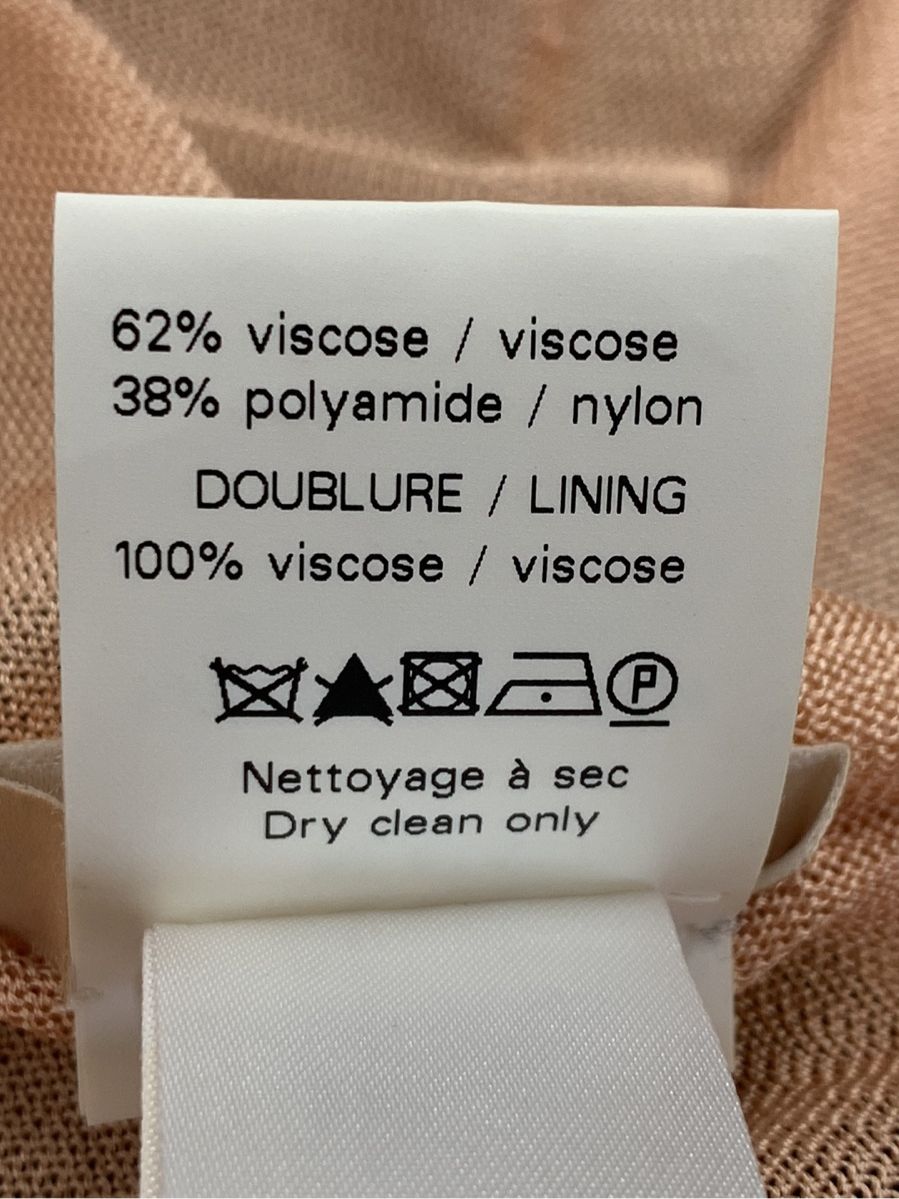 62% viscose / viscose
38% polyamide / nylon
DOUBLURE / LINING
100% viscose / viscose
P
Nettoyage à sec
Dry clean only